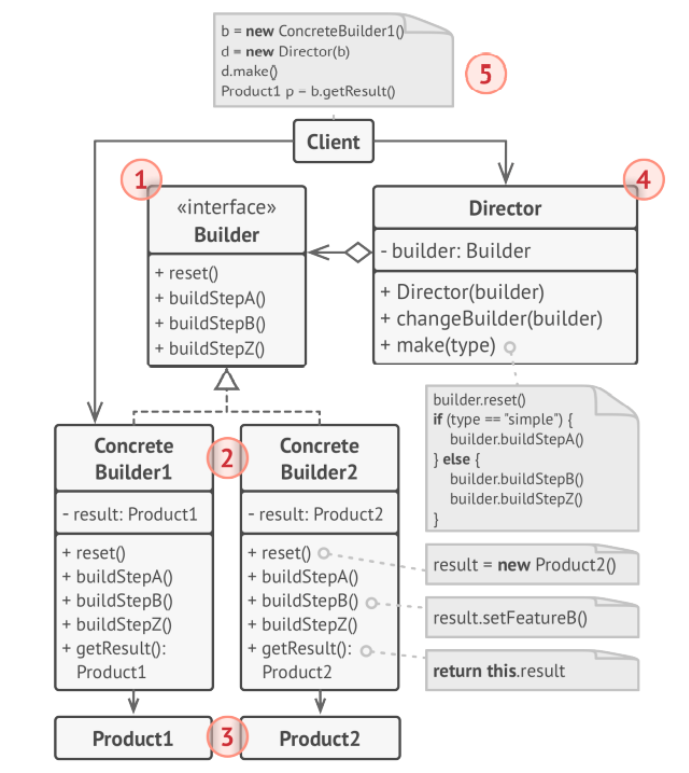 b = new ConcreteBuilder1()
d = new Director(b)
d.make()
Product1 p = b.getResult()
5
Client
1
«interface»
Builder
+ reset()
+ buildStepA()
+ buildStepB()
+ buildStepZ()
4
Director
- builder: Builder
+ Director(builder)
+ changeBuilder(builder)
+ make(type)
builder.reset()
if (type == "simple") {
builder.buildStepA()
} else {
builder.buildStepB()
builder.buildStepZ()
}
2
Concrete
Builder1
- result: Product1
+ reset()
+ buildStepA()
+ buildStepB()
+ buildStepZ()
+ getResult():
Product1
Concrete
Builder2
- result: Product2
+ reset()
+ buildStepA()
+ buildStepB()
+ buildStepZ()
+ getResult():
Product2
result = new Product2()
result.setFeatureB()
return this.result
Product1
3
Product2